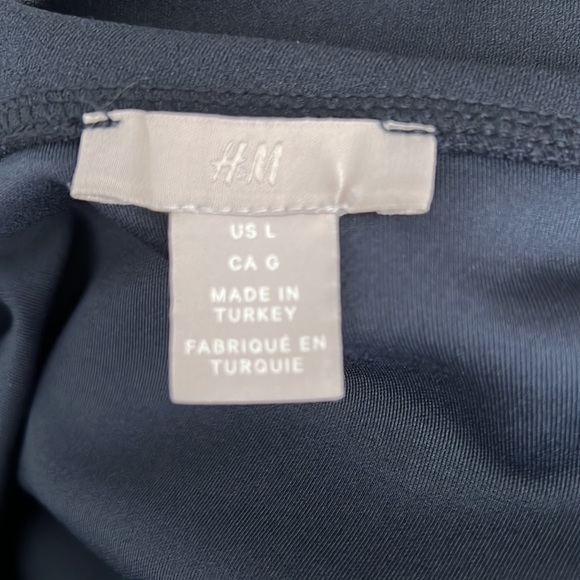 H&M
US L
CA G
MADE IN
TURKEY
FABRIQUÉ EN
TURQUIE